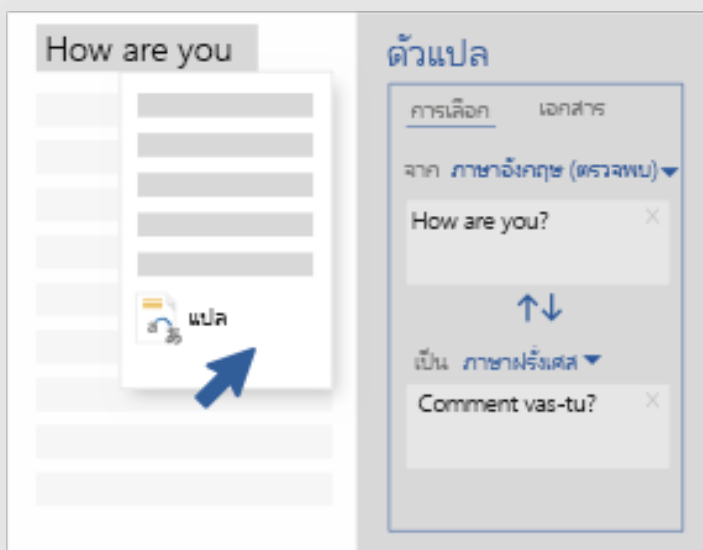 How are you
แปล
ตัวแปล
การเลือก เอกสาร
จาก ภาษาอังกฤษ (ตรวจพบ)
How are you?
เป็น ภาษาฝรั่งเศส
Comment vas-tu?